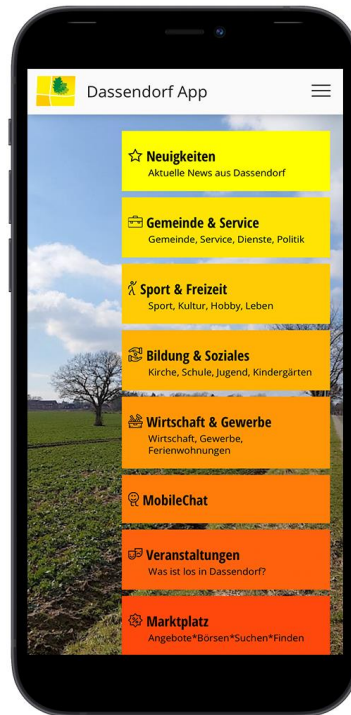 Dassendorf App
Neuigkeiten
Aktuelle News aus Dassendorf
Gemeinde & Service
Gemeinde, Service, Dienste, Politik
Sport & Freizeit
Sport, Kultur, Hobby, Leben
Bildung & Soziales
Kirche, Schule, Jugend, Kindergärten
Wirtschaft & Gewerbe
Wirtschaft, Gewerbe,
Ferienwohnungen
MobileChat
Veranstaltungen
Was ist los in Dassendorf?
Marktplatz
Angebote*Börsen*Suchen*Finden